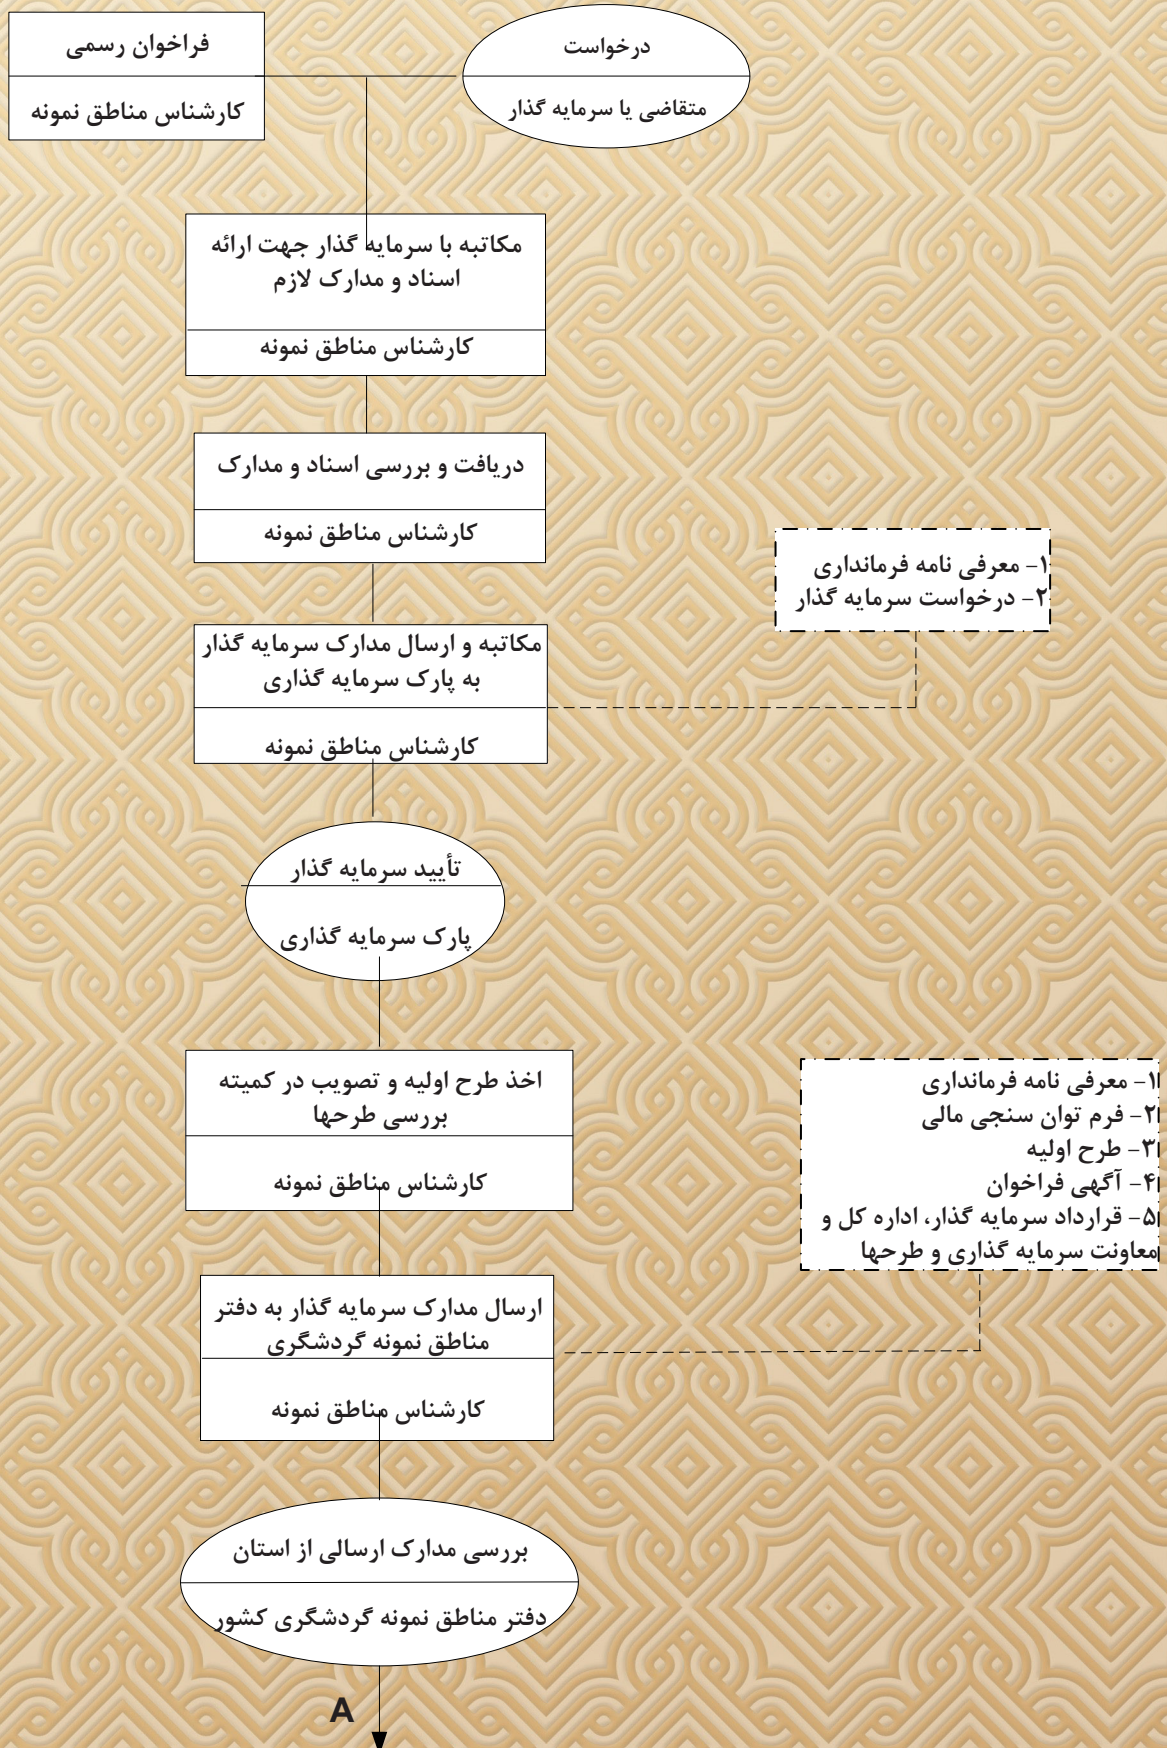 فراخوان رسمی
کارشناس مناطق نمونه
درخواست
متقاضی یا سرمایه گذار
مکاتبه با سرمایه گذار جهت ارائه
اسناد و مدارک لازم
کارشناس مناطق نمونه
دریافت و بررسی اسناد و مدارک
کارشناس مناطق نمونه
۱- معرفی نامه فرمانداری
۲- درخواست سرمایه گذار
مکاتبه و ارسال مدارک سرمایه گذار
به پارک سرمایه گذاری
کارشناس مناطق نمونه
تأیید سرمایه گذار
پارک سرمایه گذاری
اخذ طرح اولیه و تصویب در کمیته
بررسی طرحها
کارشناس مناطق نمونه
۱- معرفی نامه فرمانداری
۲- فرم توان سنجی مالی
۳- طرح اولیه
۴- آگهی فراخوان
۵- قرارداد سرمایه گذار، اداره کل و
معاونت سرمایه گذاری و طرحها
ارسال مدارک سرمایه گذار به دفتر
مناطق نمونه گردشگری
کارشناس مناطق نمونه
بررسی مدارک ارسالی از استان
دفتر مناطق نمونه گردشگری کشور
A